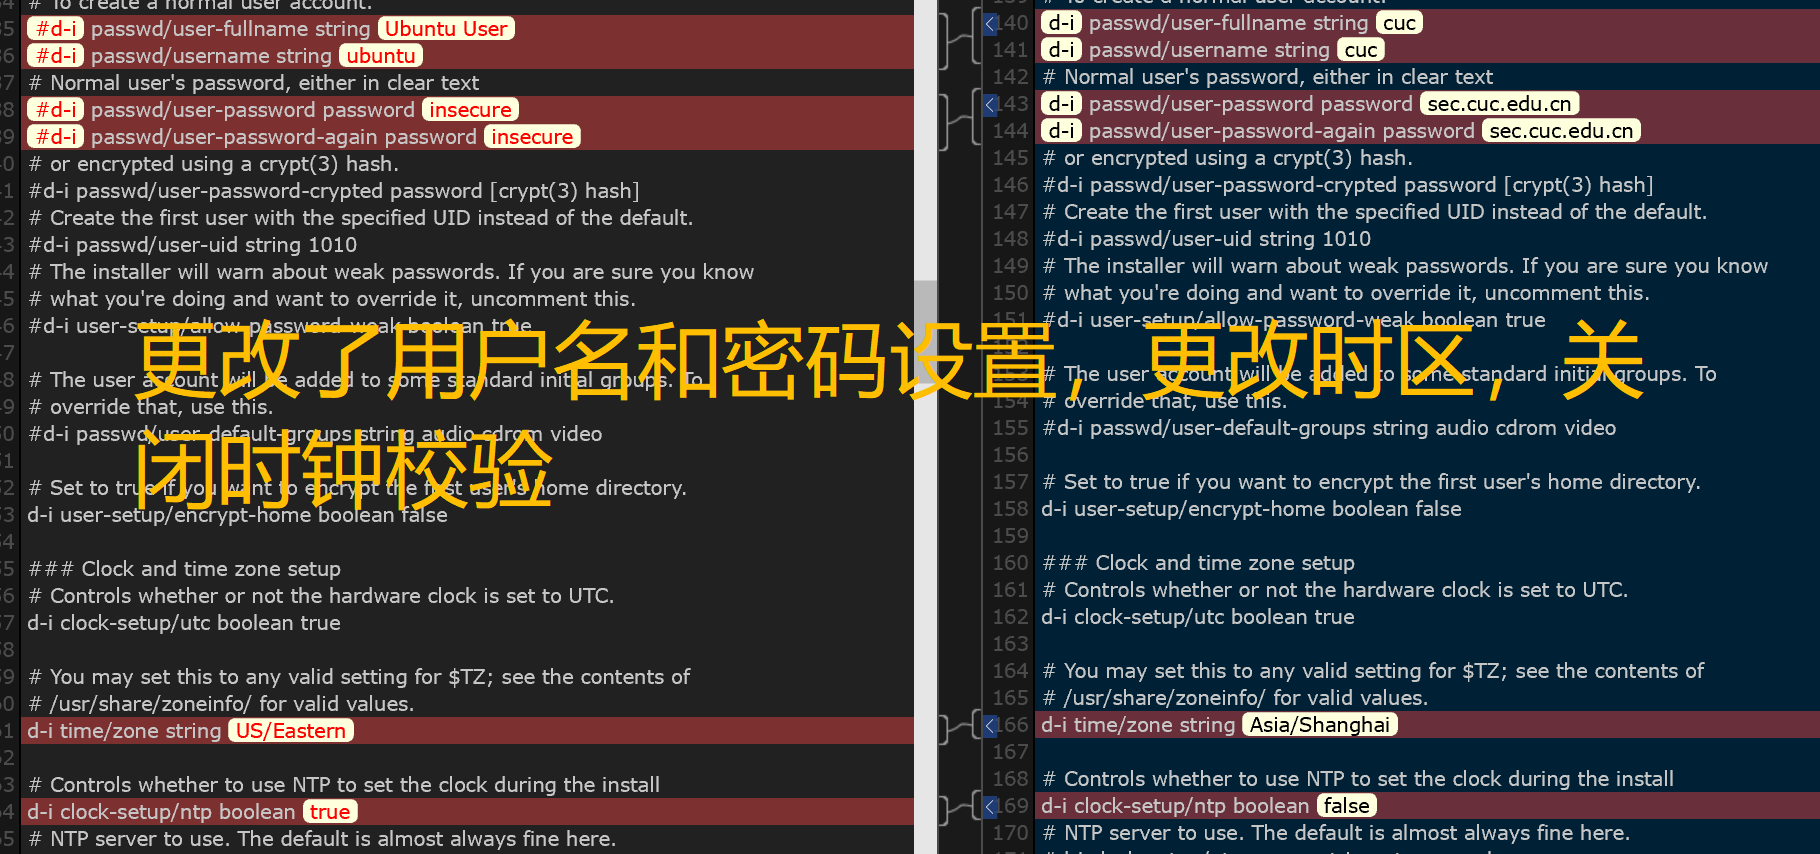 # To create a normal user account.
#d-i passwd/user-fullname string Ubuntu User
#d-i passwd/username string ubuntu
# Normal user's password, either in clear text
#d-i passwd/user-password password insecure
#d-i passwd/user-password-again password insecure
# or encrypted using a crypt(3) hash.
#d-i passwd/user-password-crypted password [crypt(3) hash]
# Create the first user with the specified UID instead of the default.
#d-i passwd/user-uid string 1010
# The installer will warn about weak passwords. If you are sure you know
# what you're doing and want to override it, uncomment this.
#d-i user-setup/allow-password-weak boolean true
# The user account will be added to some standard initial groups. To
# override that, use this.
#d-i passwd/user-default-groups string audio cdrom video
# Set to true if you want to encrypt the first user's home directory.
d-i user-setup/encrypt-home boolean false
### Clock and time zone setup
# Controls whether or not the hardware clock is set to UTC.
d-i clock-setup/utc boolean true
# You may set this to any valid setting for $TZ; see the contents of
# /usr/share/zoneinfo/ for valid values.
d-i time/zone string US/Eastern
# Controls whether to use NTP to set the clock during the install
d-i clock-setup/ntp boolean true
# NTP server to use. The default is almost always fine here.
140 d-i passwd/user-fullname string cuc
141 d-i passwd/username string cuc
142 # Normal user's password, either in clear text
143 d-i passwd/user-password password sec.cuc.edu.cn
144 d-i passwd/user-password-again password sec.cuc.edu.cn
145 # or encrypted using a crypt(3) hash.
146 #d-i passwd/user-password-crypted password [crypt(3) hash]
147 # Create the first user with the specified UID instead of the default.
148 #d-i passwd/user-uid string 1010
149 # The installer will warn about weak passwords. If you are sure you know
150 # what you're doing and want to override it, uncomment this.
151 #d-i user-setup/allow-password-weak boolean true
153 # The user account will be added to some standard initial groups. To
154 # override that, use this.
155 #d-i passwd/user-default-groups string audio cdrom video
156
157 # Set to true if you want to encrypt the first user's home directory.
158 d-i user-setup/encrypt-home boolean false
159
160 ### Clock and time zone setup
161 # Controls whether or not the hardware clock is set to UTC.
162 d-i clock-setup/utc boolean true
163
164 # You may set this to any valid setting for $TZ; see the contents of
165 # /usr/share/zoneinfo/ for valid values.
166 d-i time/zone string Asia/Shanghai
167
168 # Controls whether to use NTP to set the clock during the install
169 d-i clock-setup/ntp boolean false
170 # NTP server to use. The default is almost always fine here.
更改了用户名和密码设置，更改时区，关
闭时钟校验